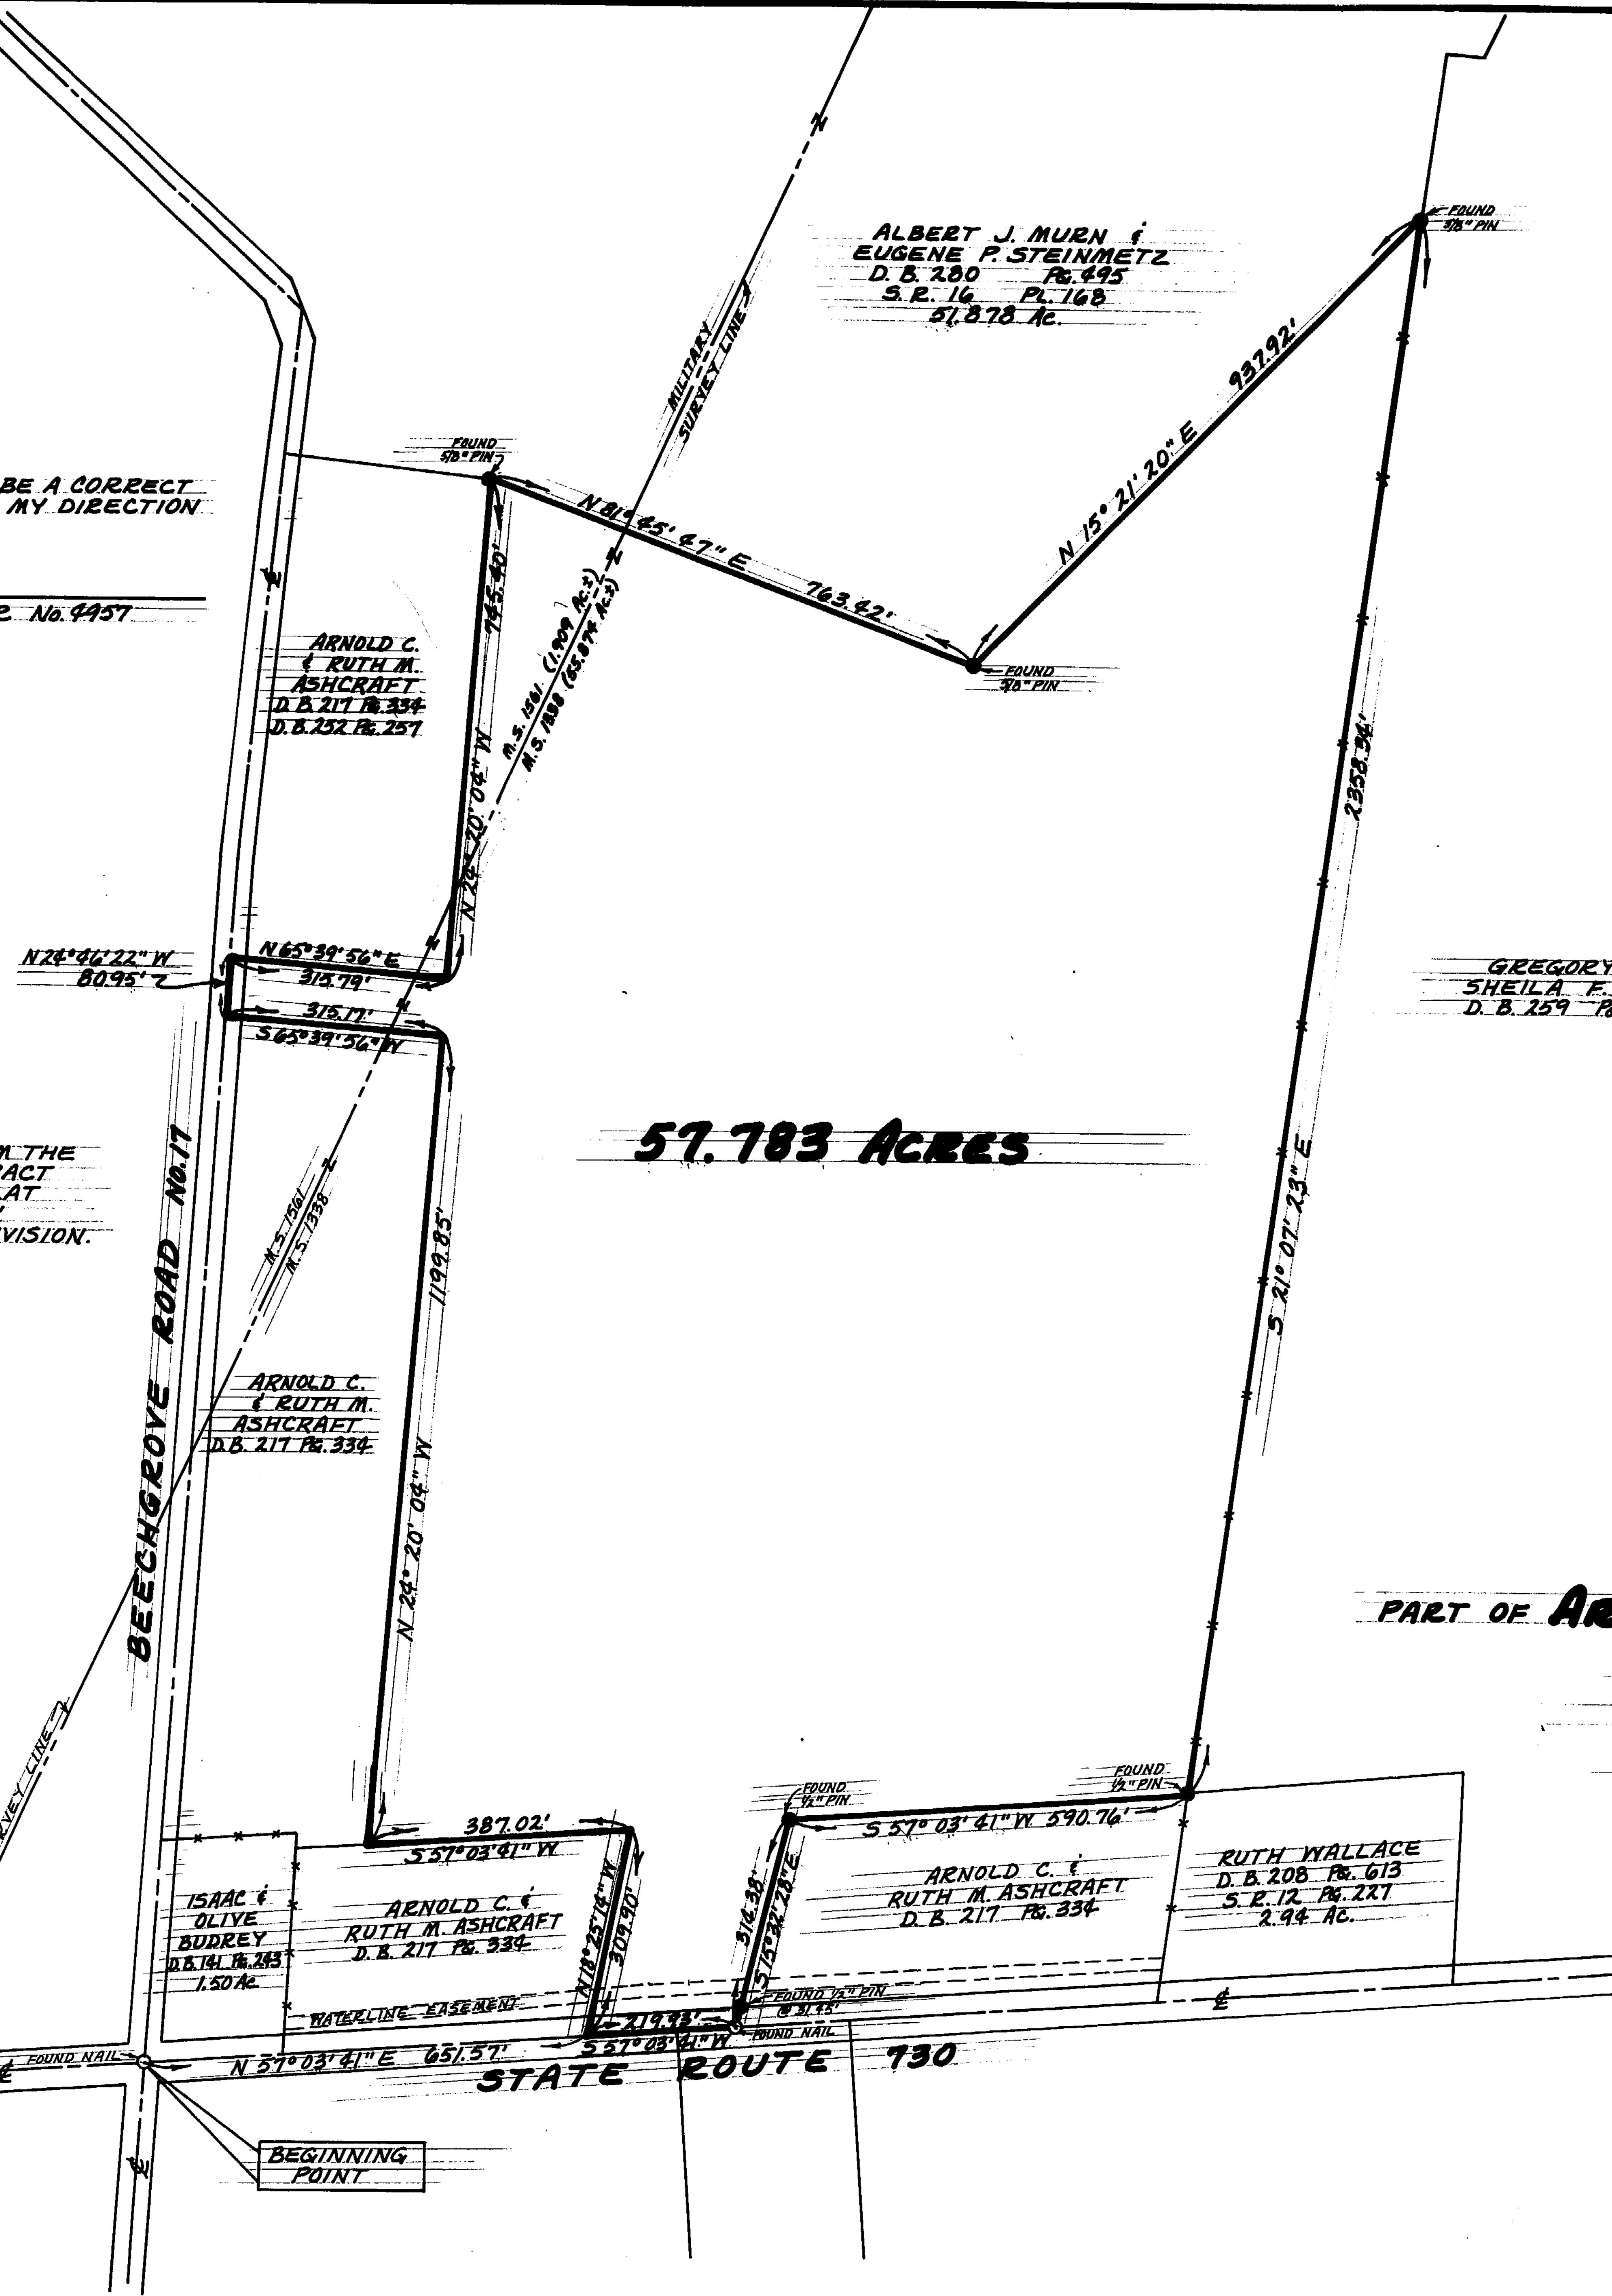 ALBERT J. MURN &
EUGENE P. STEINMETZ
D. B. 280 PG. 495
S. R. 16 PL. 168
51.878 Ac.
FOUND
5/8" PIN
937.92'
N 15° 21' 20" E
MILITARY
SURVEY LINE
FOUND
5/8" PIN
N 81° 45' 47" E 763.42'
FOUND
5/8" PIN
BE A CORRECT
MY DIRECTION
No. 4957
745.40'
N 24° 20' 04" W
M.S. 1561 (1.909 Ac.±)
M.S. 1338 (55.874 Ac.±)
ARNOLD C.
& RUTH M.
ASHCRAFT
D. B. 217 PG. 334
D. B. 252 PG. 257
2358.34'
S 21° 07' 23" E
N 24° 46' 22" W
80.95'
N 65° 39' 56" E
315.79'
315.17'
S 65° 39' 56" W
GREGORY
SHEILA F.
D. B. 259
57.783 ACRES
M THE
ACT
AT
VISION.
BEECHGROVE ROAD No. 17
M.S. 1561
M.S. 1338
1199.85'
N 24° 20' 04" W
ARNOLD C.
& RUTH M.
ASHCRAFT
D.B. 217 PG. 334
PART OF AR
RVEY LINE
FOUND
1/2" PIN
FOUND
1/2" PIN
387.02'
S 57° 03' 41" W
S 57° 03' 41" W 590.76'
N 18° 25' 14" W
309.90'
314.38'
S 15° 32' 28" E
ISAAC &
OLIVE
BUDREY
D.B. 141 PG. 243
1.50 Ac.
ARNOLD C. &
RUTH M. ASHCRAFT
D. B. 217 PG. 334
ARNOLD C. &
RUTH M. ASHCRAFT
D. B. 217 PG. 334
RUTH WALLACE
D. B. 208 PG. 613
S. R. 12 PG. 227
2.94 AC.
WATERLINE EASEMENT
FOUND 1/2" PIN
@ 31.45'
219.93'
S 57° 03' 41" W
FOUND NAIL
FOUND NAIL
N 57° 03' 41" E 651.57'
STATE ROUTE 730
BEGINNING
POINT